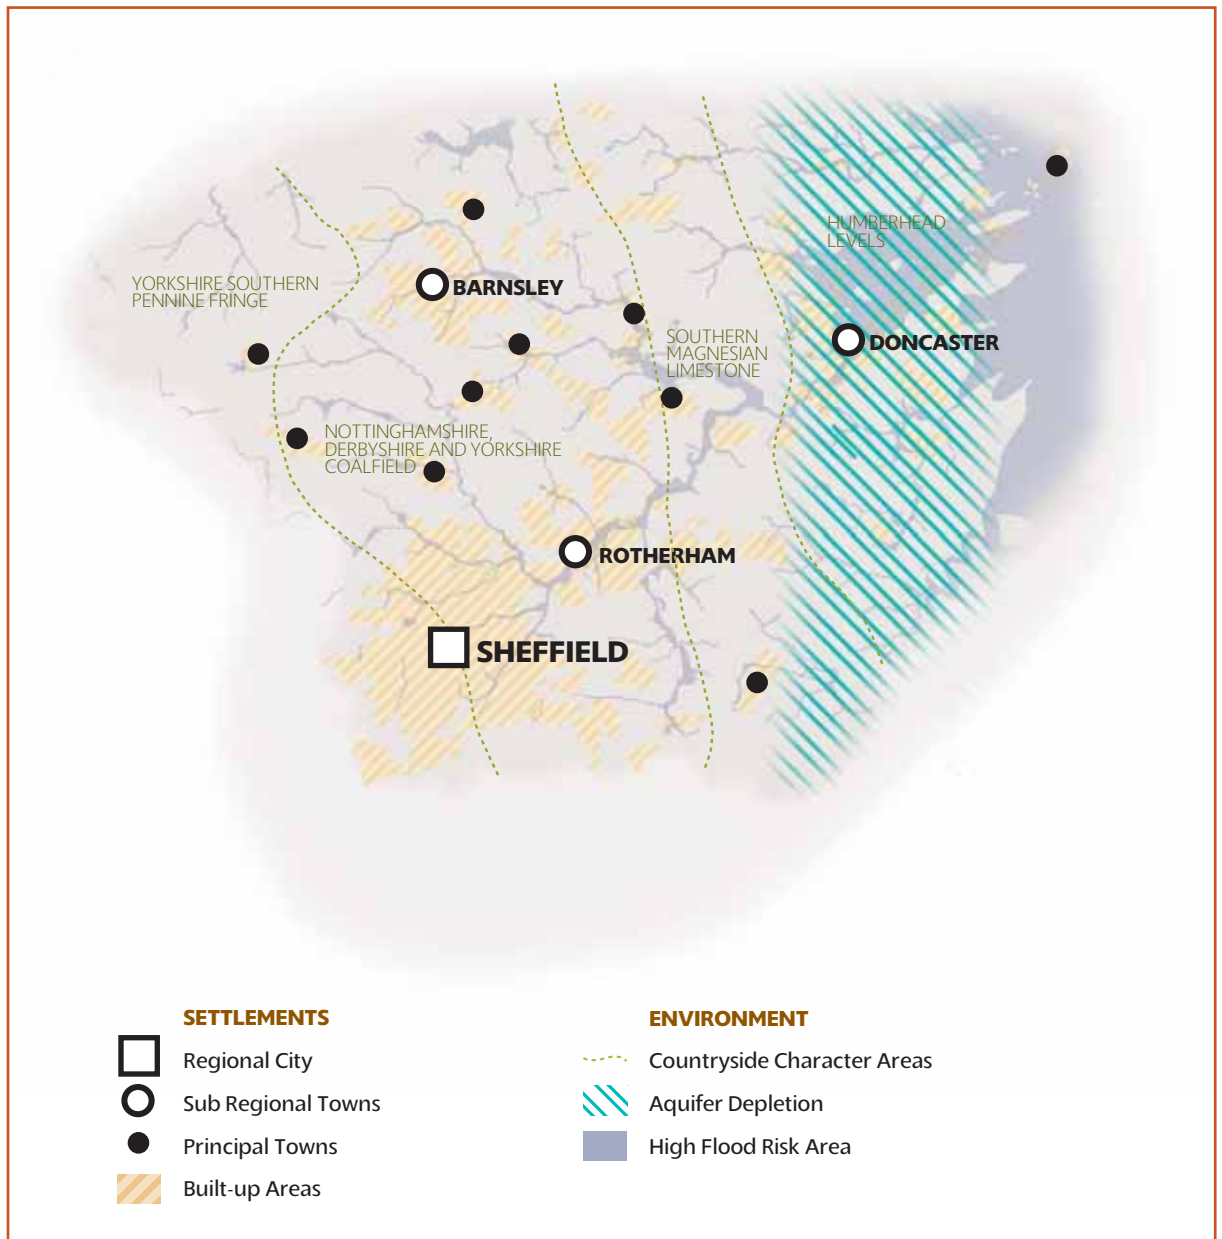 HUMBERHEAD
LEVELS
YORKSHIRE SOUTHERN
PENNINE FRINGE
BARNSLEY
SOUTHERN
MAGNESIAN
LIMESTONE
DONCASTER
NOTTINGHAMSHIRE,
DERBYSHIRE AND YORKSHIRE
COALFIELD
ROTHERHAM
SHEFFIELD
SETTLEMENTS
Regional City
Sub Regional Towns
Principal Towns
Built-up Areas
ENVIRONMENT
Countryside Character Areas
Aquifer Depletion
High Flood Risk Area